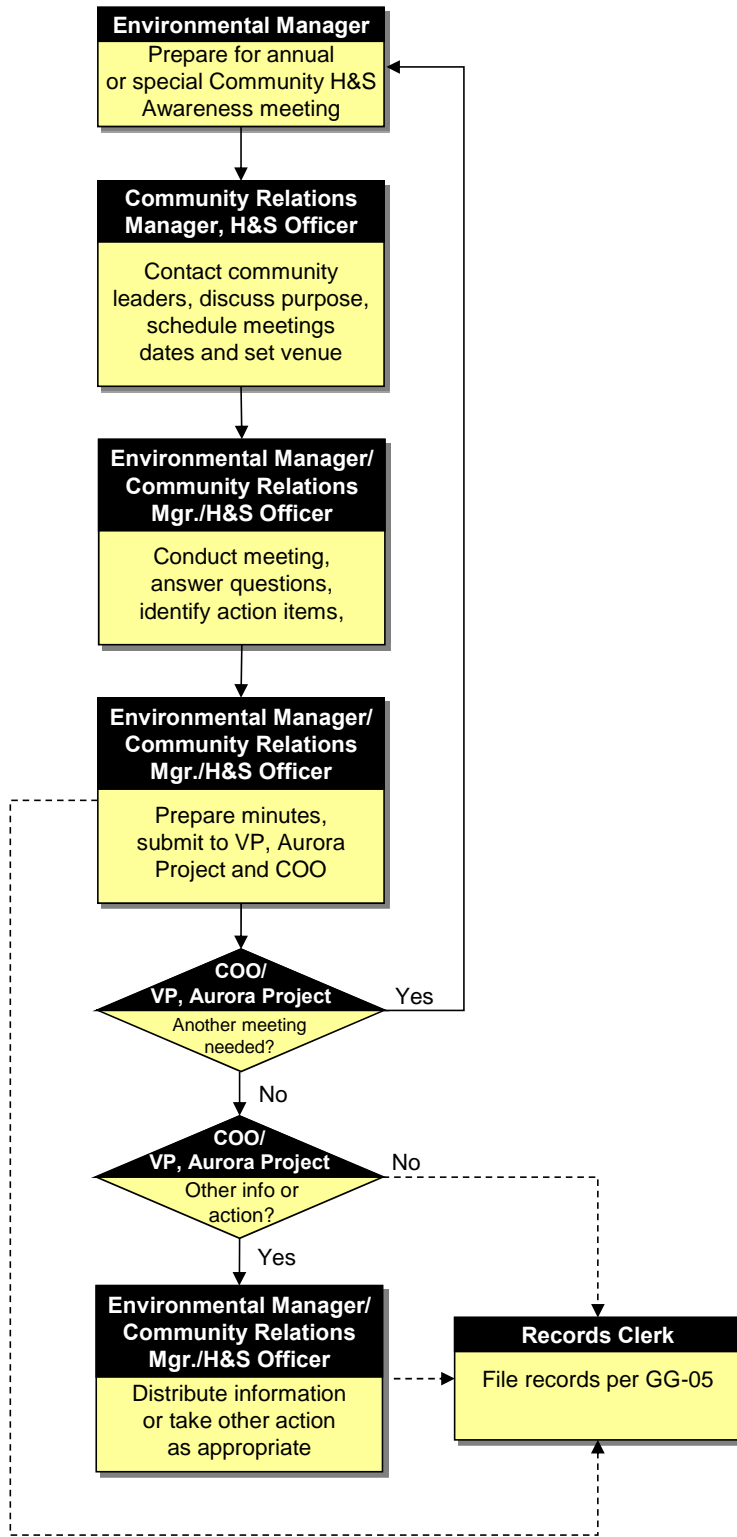 Environmental Manager
Prepare for annual
or special Community H&S
Awareness meeting
Community Relations
Manager, H&S Officer
Contact community
leaders, discuss purpose,
schedule meetings
dates and set venue
Environmental Manager/
Community Relations
Mgr./H&S Officer
Conduct meeting,
answer questions,
identify action items,
Environmental Manager/
Community Relations
Mgr./H&S Officer
Prepare minutes,
submit to VP, Aurora
Project and COO
COO/
VP, Aurora Project
Another meeting
needed?
Yes
No
COO/
VP, Aurora Project
Other info or
action?
No
Yes
Environmental Manager/
Community Relations
Mgr./H&S Officer
Distribute information
or take other action
as appropriate
Records Clerk
File records per GG-05